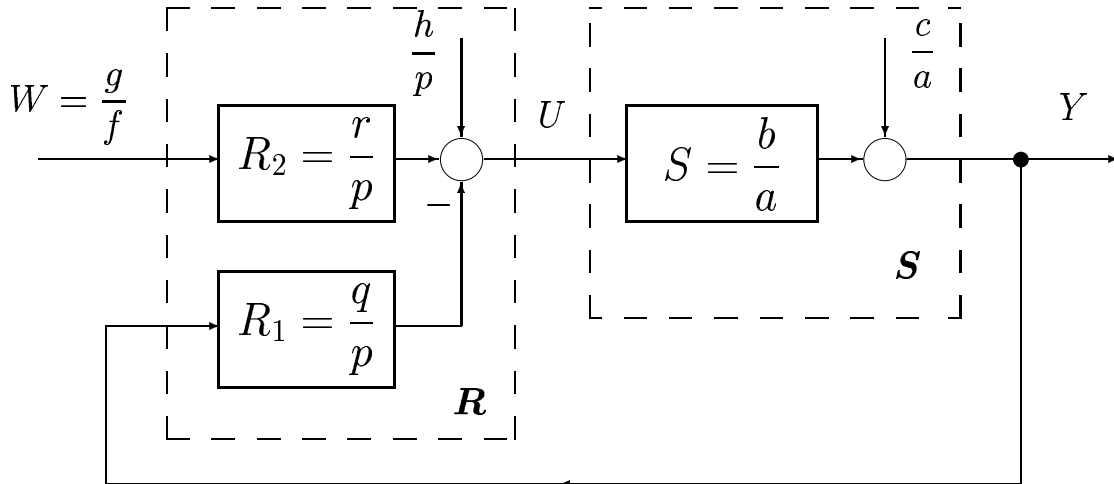 W = g/f
R₂ = r/p
h/p
−
R₁ = q/p
R
U
S = b/a
c/a
S
Y